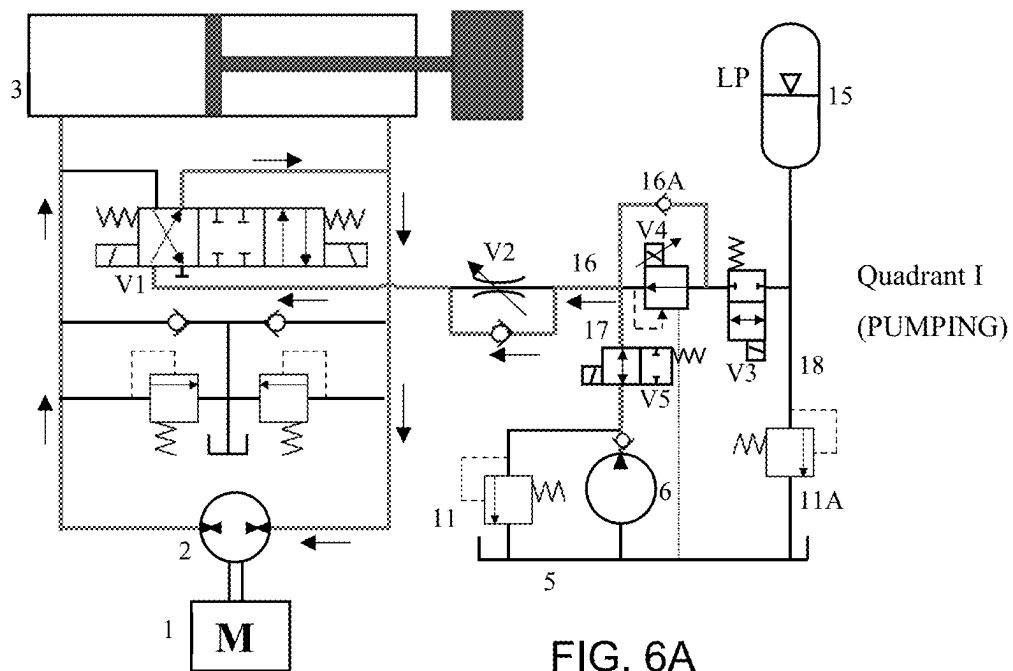 3
LP
15
16A
V4
V2
16
V1
Quadrant I
(PUMPING)
17
V3
18
V5
6
11
11A
2
5
1
M
FIG. 6A